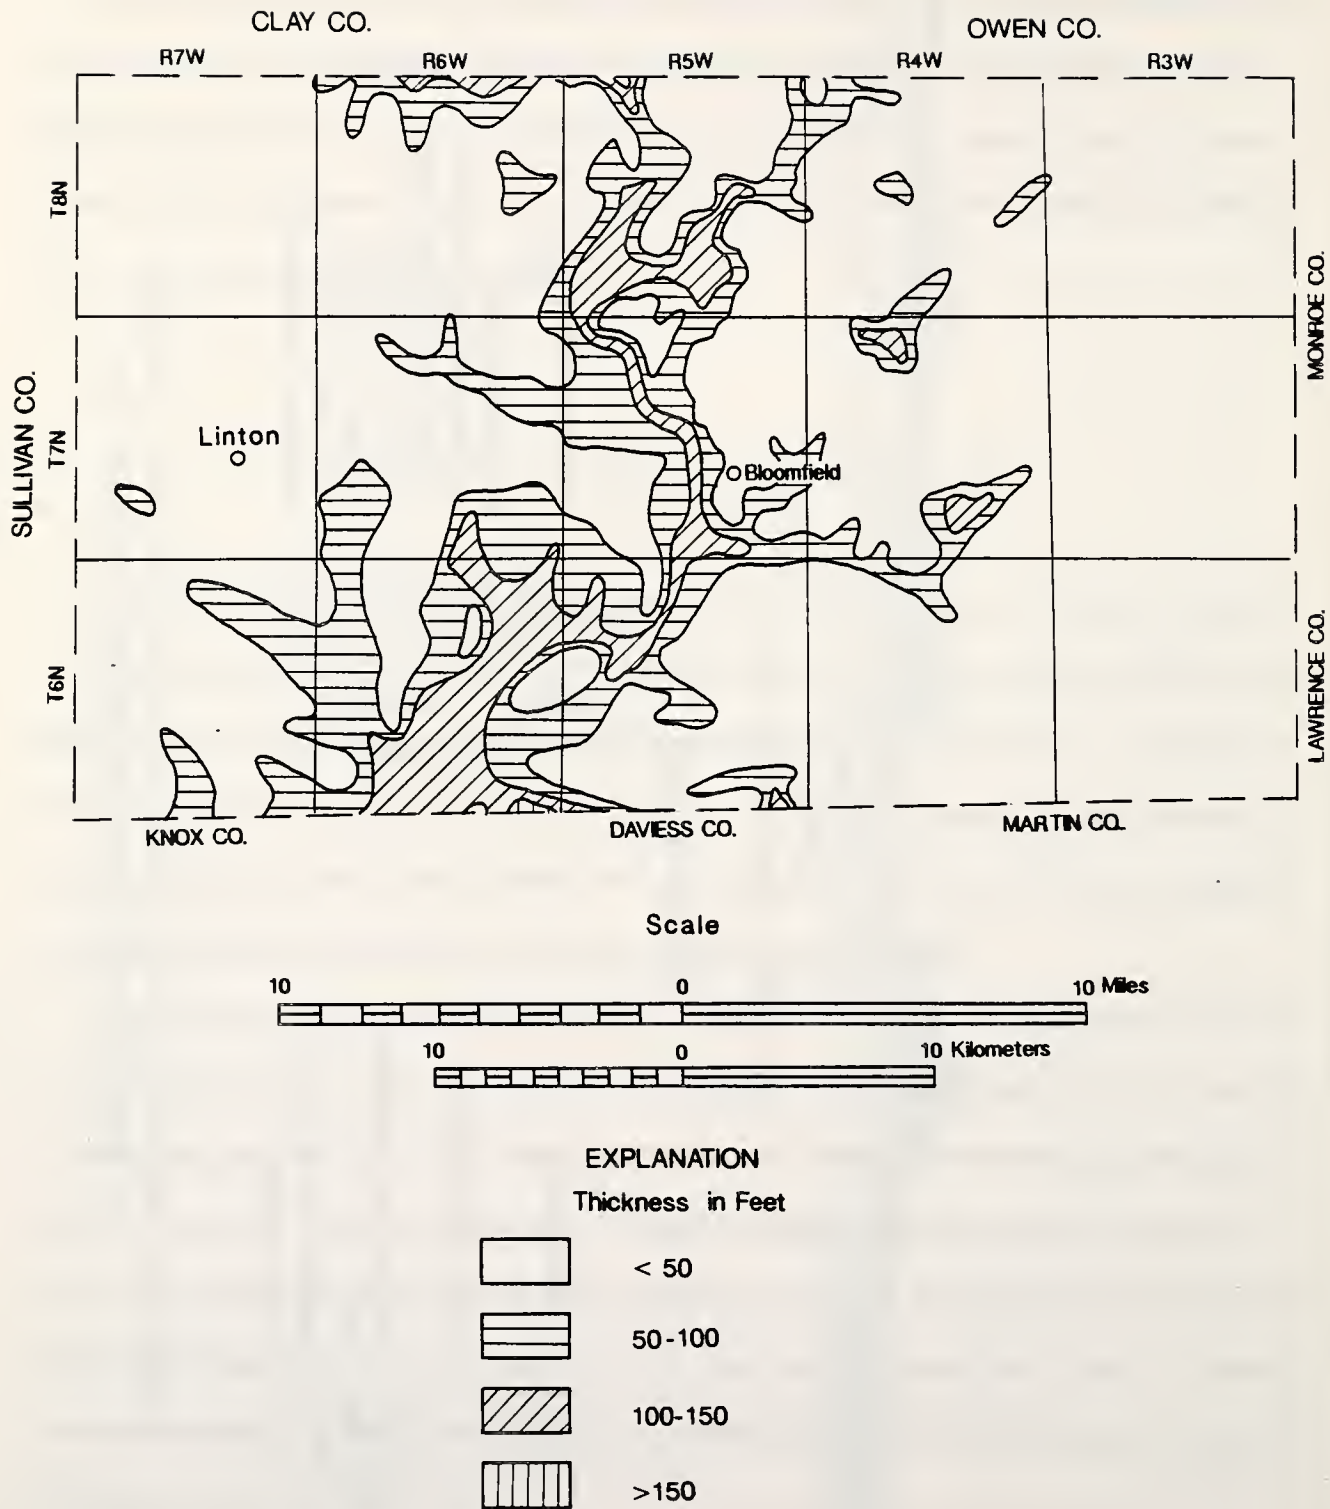 CLAY CO.
OWEN CO.
R7W
R6W
R5W
R4W
R3W
T8N
T7N
T6N
SULLIVAN CO.
MONROE CO.
LAWRENCE CO.
Linton
Bloomfield
KNOX CO.
DAVIESS CO.
MARTIN CO.
Scale
10 0 10 Miles
10 0 10 Kilometers
EXPLANATION
Thickness in Feet
< 50
50-100
100-150
>150